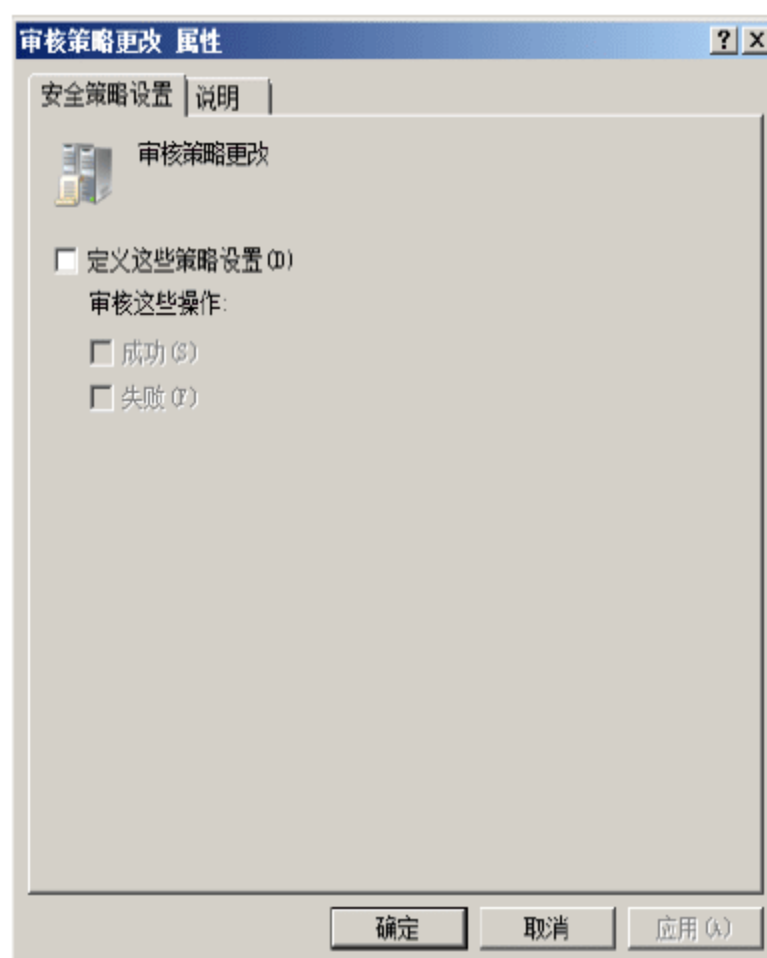 审核策略更改 属性
安全策略设置 说明
审核策略更改
定义这些策略设置(D)
审核这些操作:
成功(S)
失败(F)
确定 取消 应用(A)